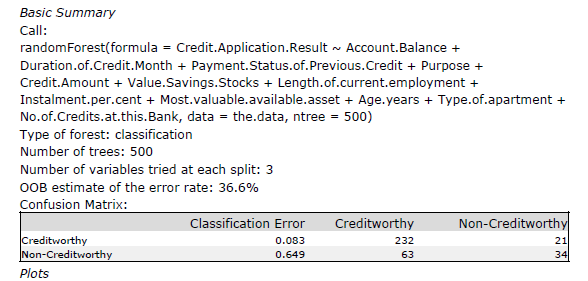 Basic Summary
Call:
randomForest(formula = Credit.Application.Result ~ Account.Balance +
Duration.of.Credit.Month + Payment.Status.of.Previous.Credit + Purpose +
Credit.Amount + Value.Savings.Stocks + Length.of.current.employment +
Instalment.per.cent + Most.valuable.available.asset + Age.years + Type.of.apartment +
No.of.Credits.at.this.Bank, data = the.data, ntree = 500)
Type of forest: classification
Number of trees: 500
Number of variables tried at each split: 3
OOB estimate of the error rate: 36.6%
Confusion Matrix:
Classification Error Creditworthy Non-Creditworthy
Creditworthy 0.083 232 21
Non-Creditworthy 0.649 63 34
Plots